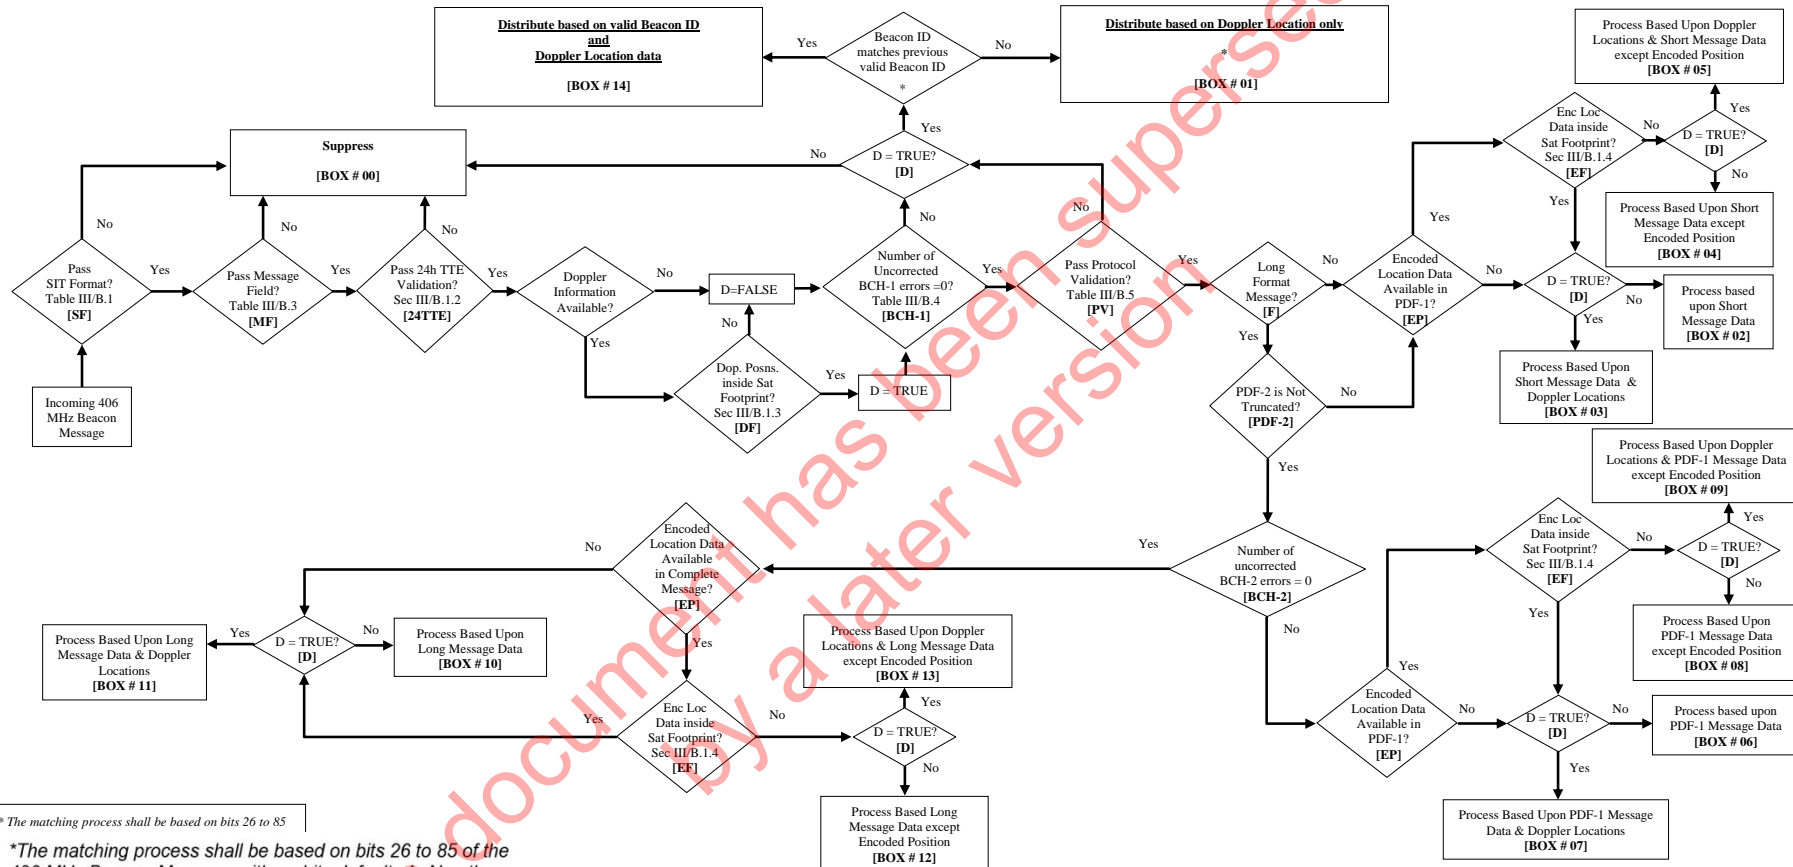 Distribute based on valid Beacon ID
and
Doppler Location data
[BOX # 14]
Yes
Beacon ID
matches previous
valid Beacon ID
*
No
Distribute based on Doppler Location only
*
[BOX # 01]
Process Based Upon Doppler
Locations & Short Message Data
except Encoded Position
[BOX # 05]
Yes
Suppress
[BOX # 00]
No
D = TRUE?
[D]
Yes
Enc Loc
Data inside
Sat Footprint?
Sec III/B.1.4
[EF]
No
D = TRUE?
[D]
No
Yes
Process Based Upon Short
Message Data except
Encoded Position
[BOX # 04]
No
No
No
No
No
Yes
Pass
SIT Format?
Table III/B.1
[SF]
Yes
Pass Message
Field?
Table III/B.3
[MF]
Yes
Pass 24h TTE
Validation?
Sec III/B.1.2
[24TTE]
Yes
Doppler
Information
Available?
No
D=FALSE
Number of
Uncorrected
BCH-1 errors =0?
Table III/B.4
[BCH-1]
Yes
Pass Protocol
Validation?
Table III/B.5
[PV]
Yes
Long
Format
Message?
[F]
No
Encoded
Location Data
Available in
PDF-1?
[EP]
No
D = TRUE?
[D]
No
Process based
upon Short
Message Data
[BOX # 02]
Yes
No
Yes
Yes
Incoming 406
MHz Beacon
Message
Dop. Posns.
inside Sat
Footprint?
Sec III/B.1.3
[DF]
Yes
D = TRUE
PDF-2 is Not
Truncated?
[PDF-2]
No
Process Based Upon
Short Message Data &
Doppler Locations
[BOX # 03]
Yes
Process Based Upon Doppler
Locations & PDF-1 Message Data
except Encoded Position
[BOX # 09]
Yes
No
Encoded
Location Data
Available
in Complete
Message?
[EP]
Yes
Number of
uncorrected
BCH-2 errors = 0
[BCH-2]
Enc Loc
Data inside
Sat Footprint?
Sec III/B.1.4
[EF]
No
D = TRUE?
[D]
No
Yes
No
Process Based Upon
PDF-1 Message Data
except Encoded Position
[BOX # 08]
Process Based Upon Long
Message Data & Doppler
Locations
[BOX # 11]
Yes
D = TRUE?
[D]
No
Process Based Upon
Long Message Data
[BOX # 10]
Yes
Process Based Upon Doppler
Locations & Long Message Data
except Encoded Position
[BOX # 13]
Yes
Yes
Yes
Enc Loc
Data inside
Sat Footprint?
Sec III/B.1.4
[EF]
No
D = TRUE?
[D]
No
Encoded
Location Data
Available in
PDF-1?
[EP]
No
D = TRUE?
[D]
No
Process based upon
PDF-1 Message Data
[BOX # 06]
Yes
Process Based Long
Message Data except
Encoded Position
[BOX # 12]
Process Based Upon PDF-1 Message
Data & Doppler Locations
[BOX # 07]
* The matching process shall be based on bits 26 to 85
*The matching process shall be based on bits 26 to 85 of the
document has been superseded
by a later version